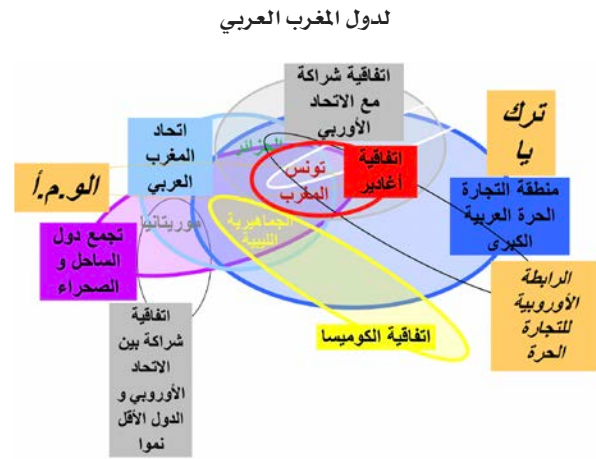 لدول المغرب العربي
اتفاقية شراكة
مع الاتحاد
الأوربي
ترك
يا
اتحاد
المغرب
العربي
الجزائر
تونس
المغرب
اتفاقية
أغادير
منطقة التجارة
الحرة العربية
الكبرى
الو.م.أ
موريتانيا
الجماهيرية
الليبية
تجمع دول
الساحل و
الصحراء
الرابطة
الأوروبية
للتجارة
الحرة
اتفاقية
شراكة بين
الاتحاد
الأوروبي و
الدول الأقل
نموا
اتفاقية الكوميسا